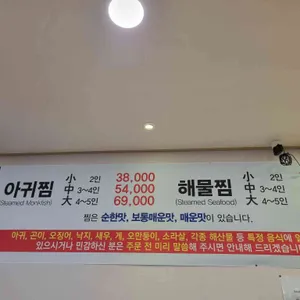 아귀찜 小 2인 38,000 해물찜 小 2인
(Steamed Monkfish) 中 3~4인 54,000 (Steamed Seafood) 中 3~4인
大 4~5인 69,000 大 4~5인
찜은 순한맛, 보통매운맛, 매운맛이 있습니다.
아귀, 곤이, 오징어, 낙지, 새우, 게, 오만둥이, 소라살, 각종 해산물 등 특정 음식에 알
있으시거나 민감하신 분은 주문 전 미리 말씀해 주시면 안내해 드리겠습니다